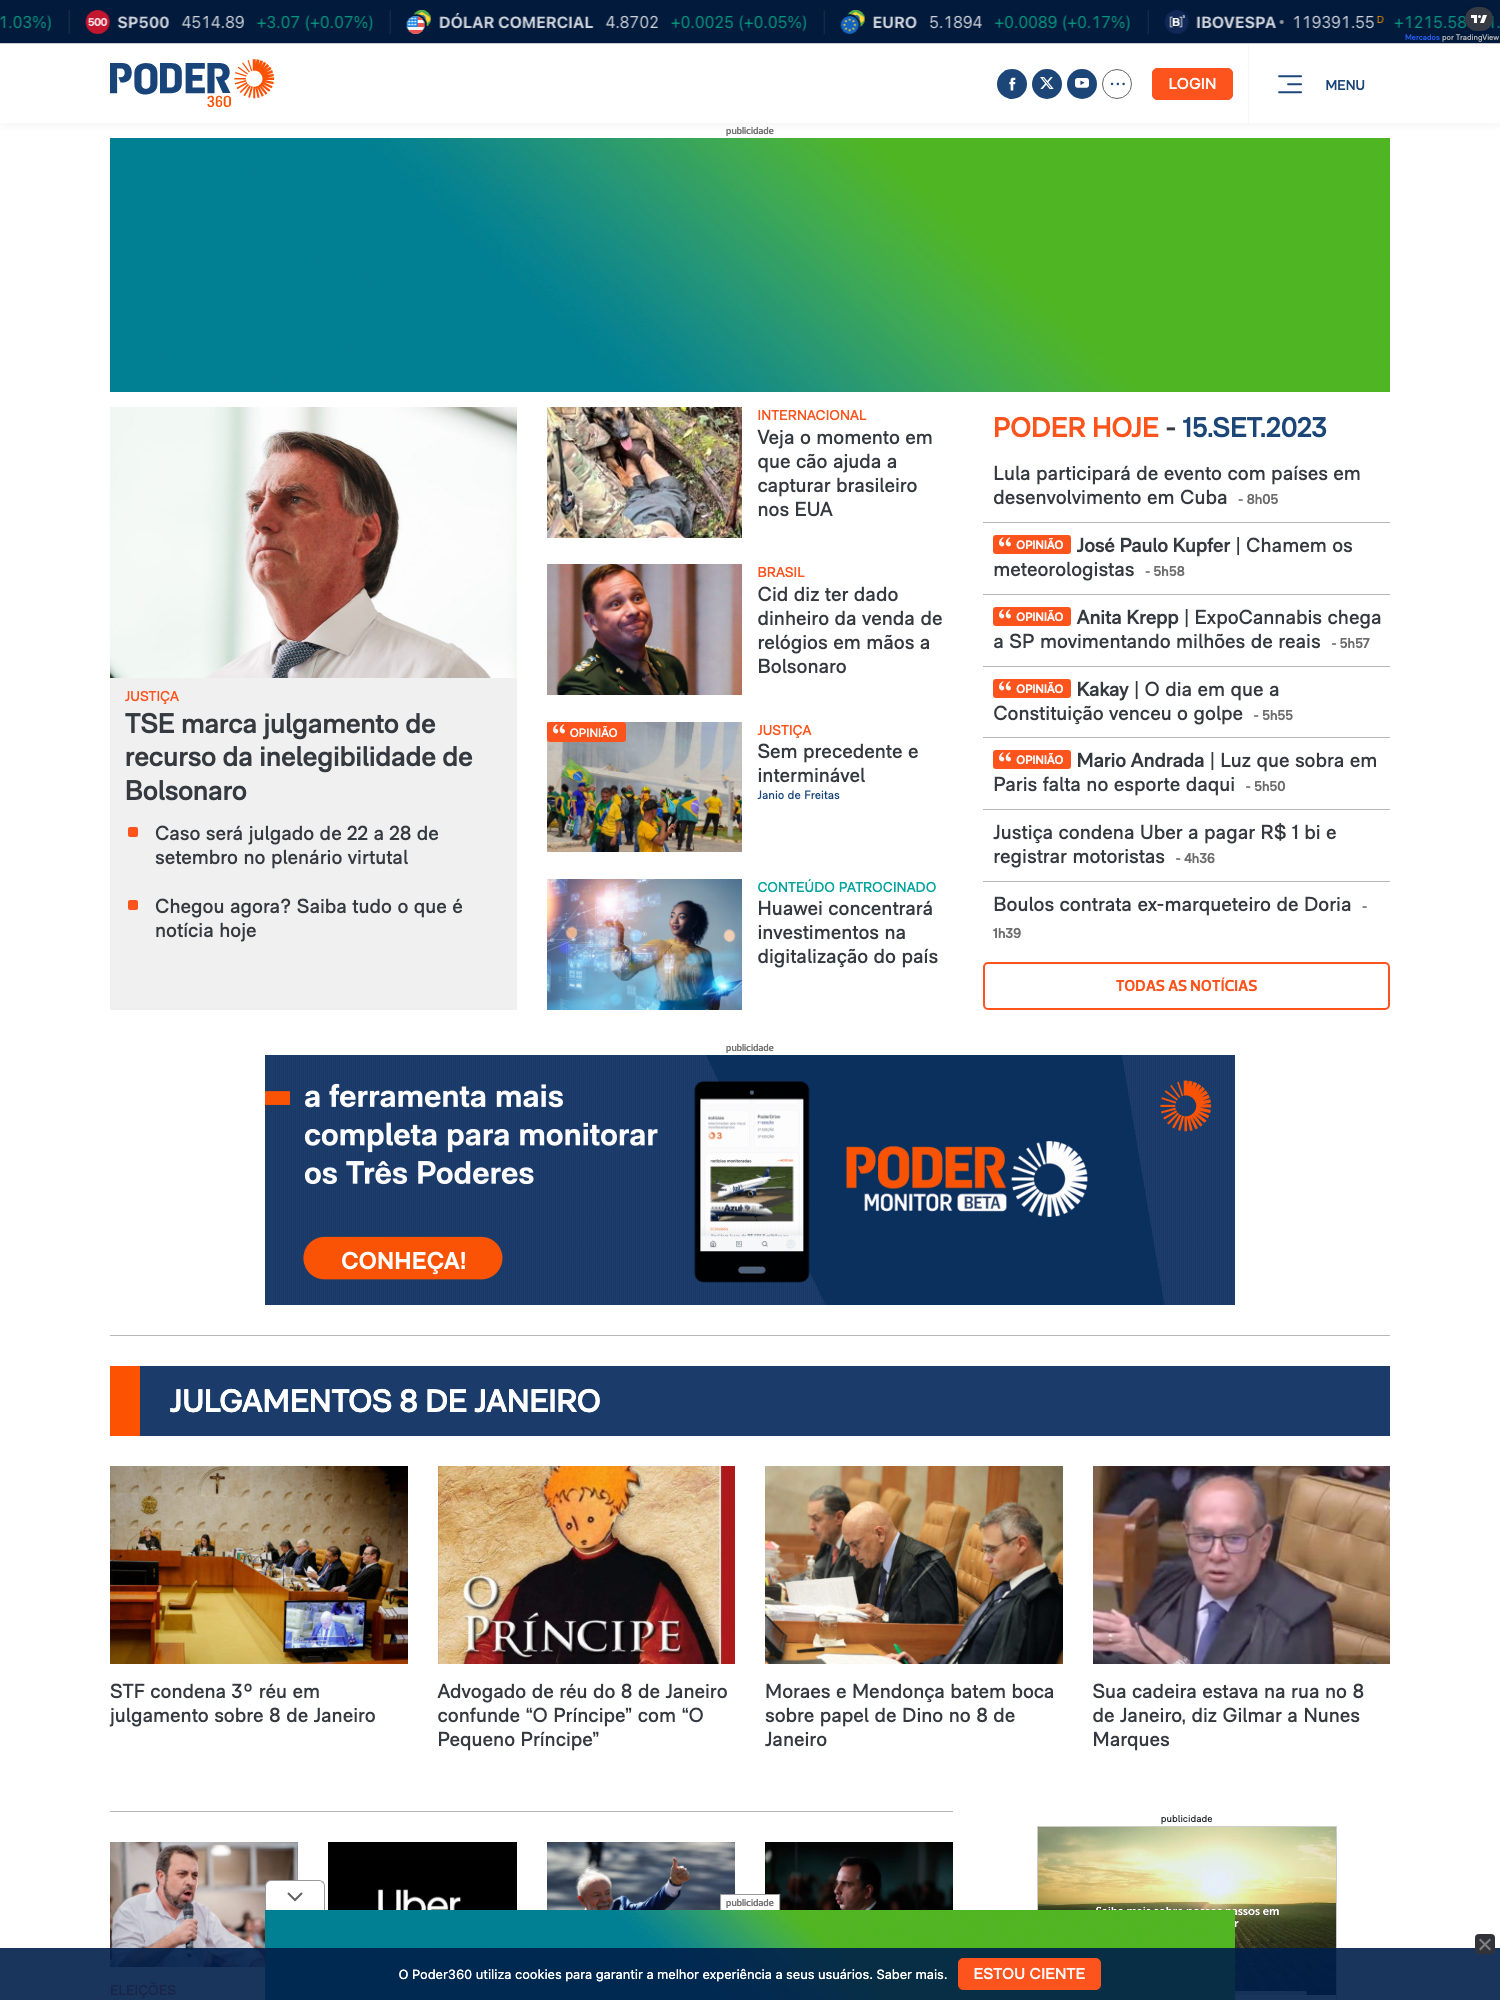 1.03%)
500 SP500 4514.89 +3.07 (+0.07%)
DÓLAR COMERCIAL 4.8702 +0.0025 (+0.05%)
EURO 5.1894 +0.0089 (+0.17%)
IBOVESPA 119391.55 D +1215.58
Mercados por TradingView
PODER
360
LOGIN
MENU
publicidade
JUSTIÇA
TSE marca julgamento de
recurso da inelegibilidade de
Bolsonaro
Caso será julgado de 22 a 28 de
setembro no plenário virtutal
Chegou agora? Saiba tudo o que é
notícia hoje
INTERNACIONAL
Veja o momento em
que cão ajuda a
capturar brasileiro
nos EUA
BRASIL
Cid diz ter dado
dinheiro da venda de
relógios em mãos a
Bolsonaro
OPINIÃO
JUSTIÇA
Sem precedente e
interminável
Janio de Freitas
CONTEÚDO PATROCINADO
Huawei concentrará
investimentos na
digitalização do país
PODER HOJE - 15.SET.2023
Lula participará de evento com países em
desenvolvimento em Cuba - 8h05
OPINIÃO José Paulo Kupfer | Chamem os
meteorologistas - 5h58
OPINIÃO Anita Krepp | ExpoCannabis chega
a SP movimentando milhões de reais - 5h57
OPINIÃO Kakay | O dia em que a
Constituição venceu o golpe - 5h55
OPINIÃO Mario Andrada | Luz que sobra em
Paris falta no esporte daqui - 5h50
Justiça condena Uber a pagar R$ 1 bi e
registrar motoristas - 4h36
Boulos contrata ex-marqueteiro de Doria -
1h39
TODAS AS NOTÍCIAS
publicidade
a ferramenta mais
completa para monitorar
os Três Poderes
CONHEÇA!
Azul
PODER
MONITOR BETA
JULGAMENTOS 8 DE JANEIRO
O
PRÍNCIPE
STF condena 3º réu em
julgamento sobre 8 de Janeiro
Advogado de réu do 8 de Janeiro
confunde “O Príncipe” com “O
Pequeno Príncipe”
Moraes e Mendonça batem boca
sobre papel de Dino no 8 de
Janeiro
Sua cadeira estava na rua no 8
de Janeiro, diz Gilmar a Nunes
Marques
publicidade
Uber
publicidade
ELEIÇÕES
O Poder360 utiliza cookies para garantir a melhor experiência a seus usuários. Saber mais.
ESTOU CIENTE